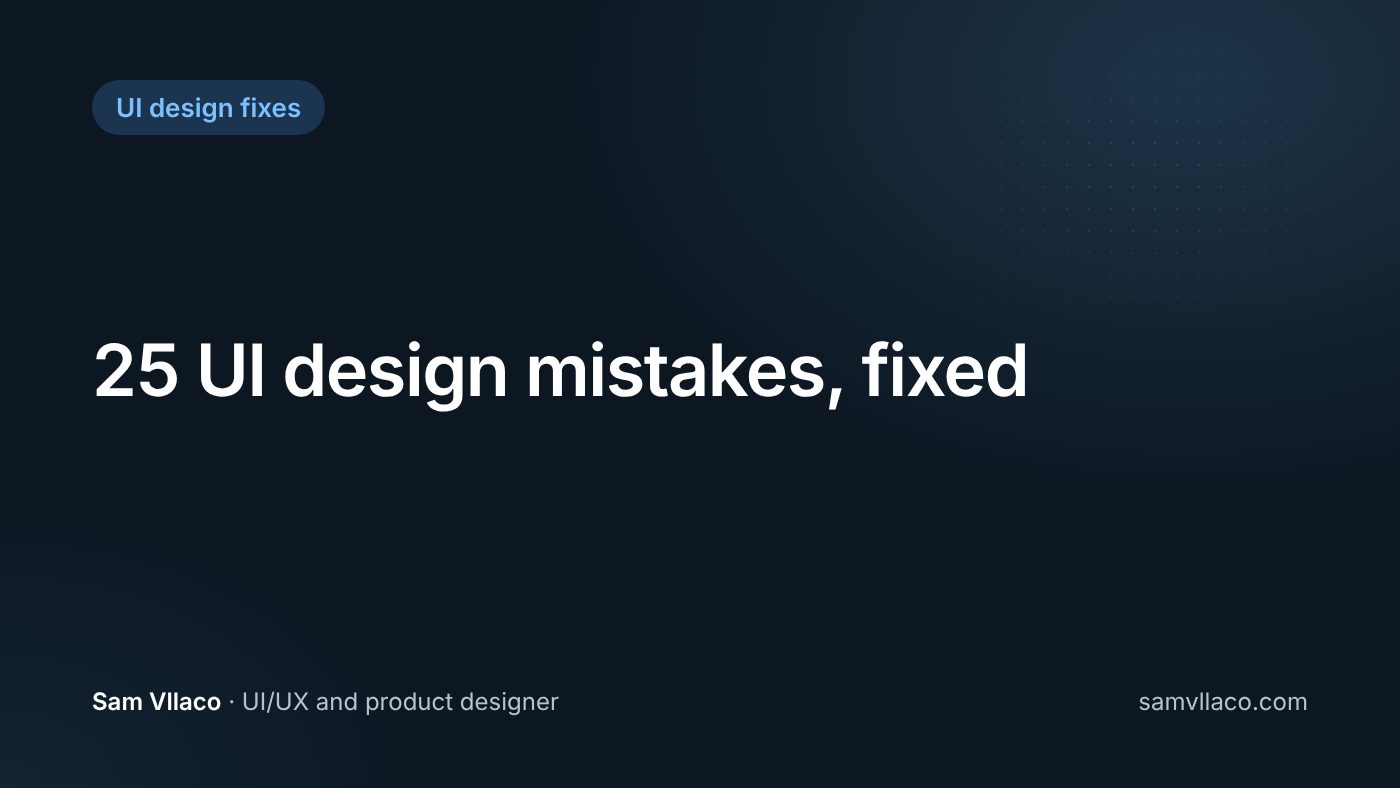 UI design fixes
25 UI design mistakes, fixed
Sam Vllaco · UI/UX and product designer
samvllaco.com